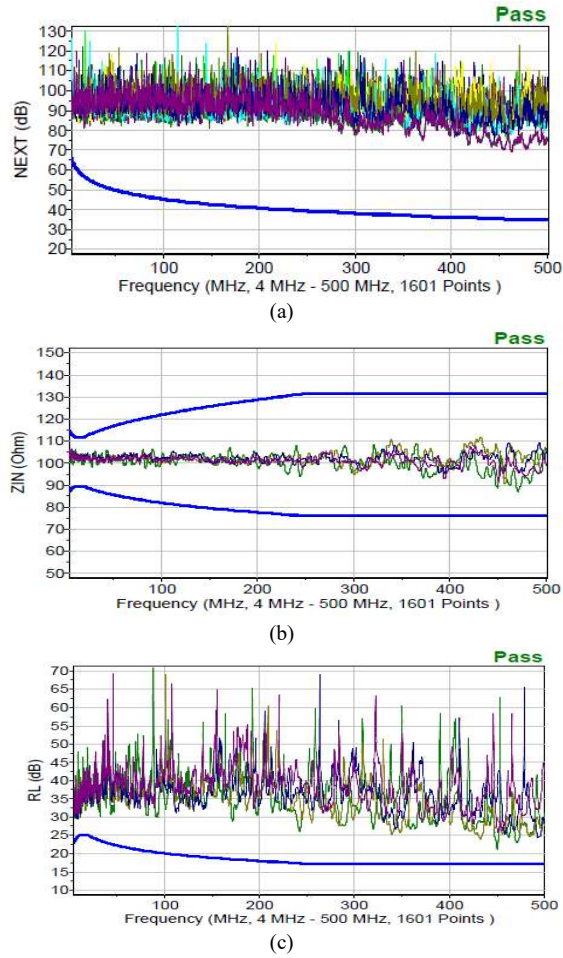 Pass
130
120
110
100
90
80
70
60
50
40
30
20
NEXT (dB)
100 200 300 400 500
Frequency (MHz, 4 MHz - 500 MHz, 1601 Points )
(a)
Pass
150
140
130
120
110
100
90
80
70
60
50
ZIN (Ohm)
100 200 300 400 500
Frequency (MHz, 4 MHz - 500 MHz, 1601 Points )
(b)
Pass
70
65
60
55
50
45
40
35
30
25
20
15
10
RL (dB)
100 200 300 400 500
Frequency (MHz, 4 MHz - 500 MHz, 1601 Points )
(c)